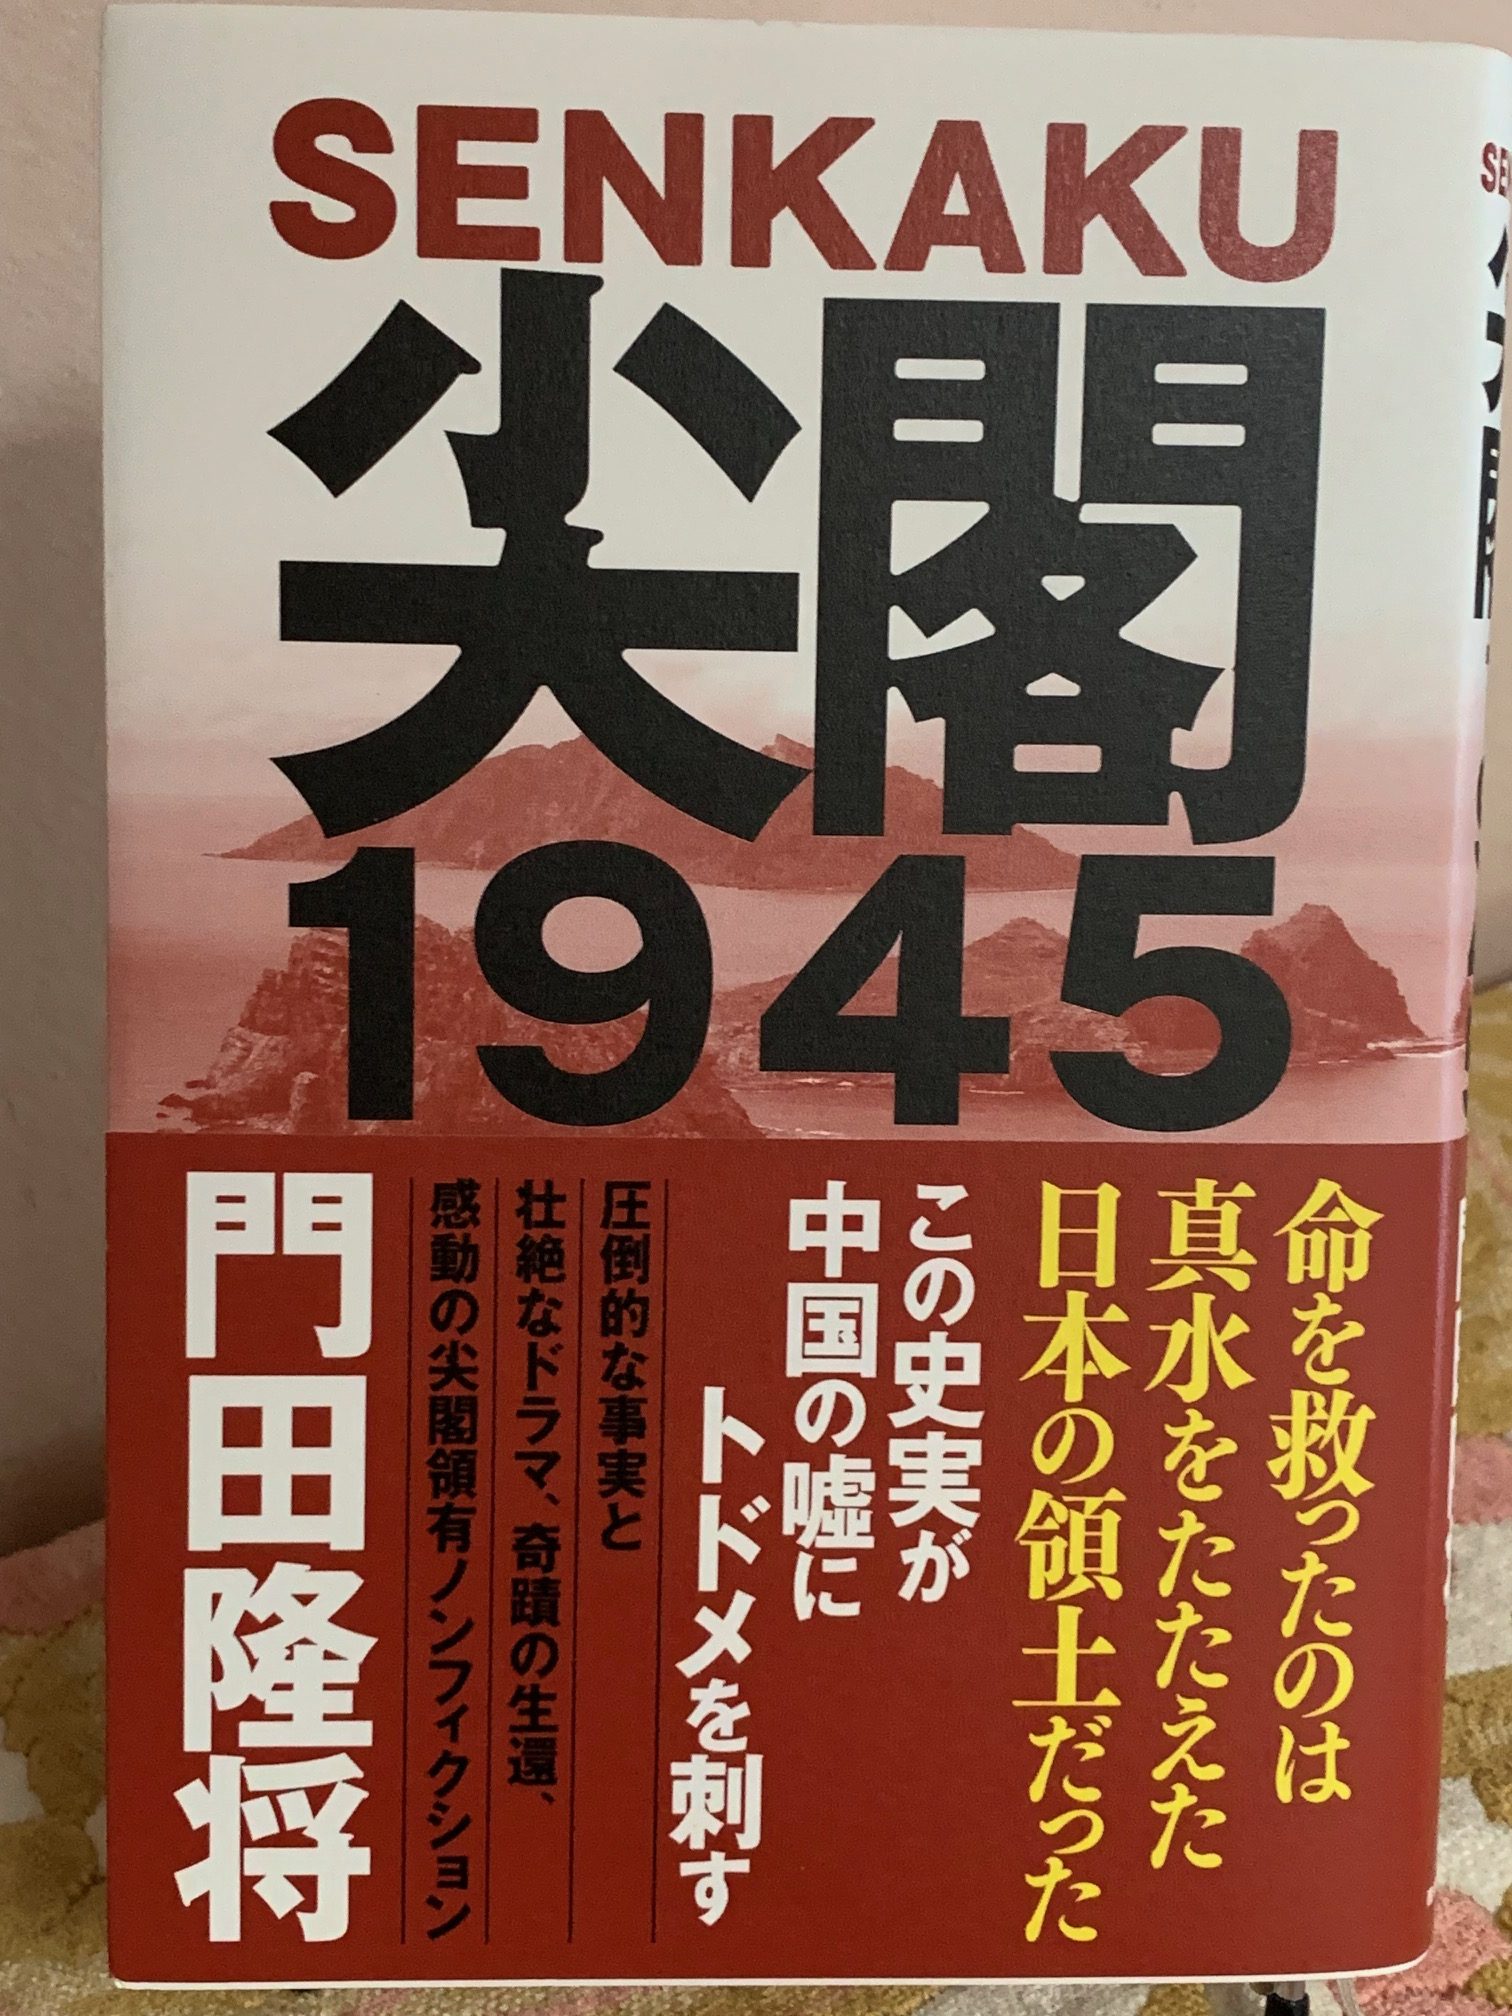 SENKAKU
尖閣
1945
命を救ったのは
真水をたたえた
日本の領土だった
この史実が
中国の嘘に
トドメを刺す
圧倒的な事実と
壮絶なドラマ、奇蹟の生還、
感動の尖閣領有ノンフィクション
門田隆将